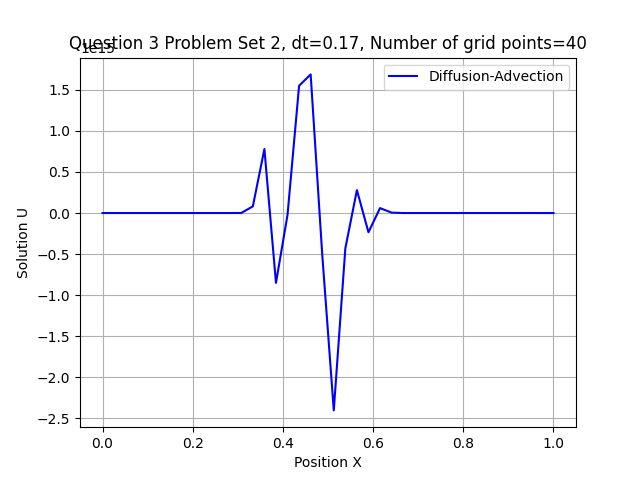 Question 3 Problem Set 2, dt=0.17, Number of grid points=40
1e15
Diffusion-Advection
1.5
1.0
0.5
0.0
−0.5
−1.0
−1.5
−2.0
−2.5
Solution U
0.0 0.2 0.4 0.6 0.8 1.0
Position X